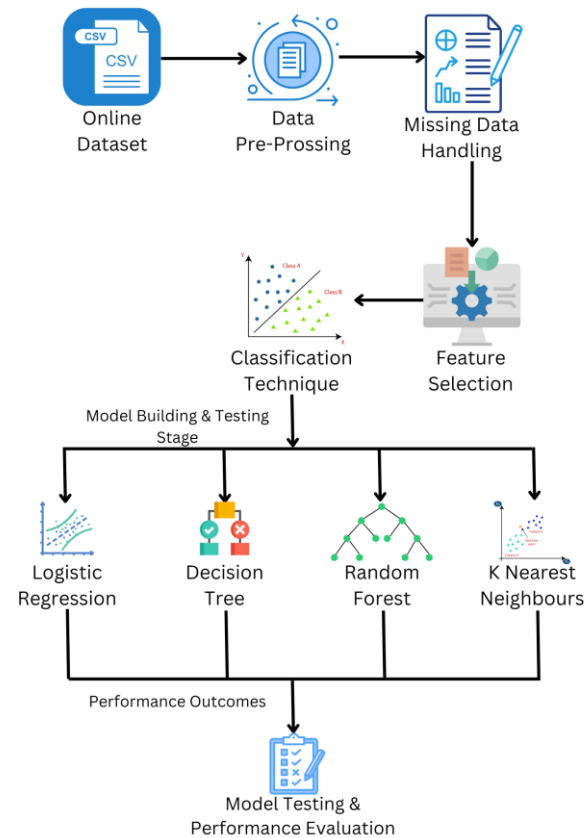 CSV
CSV
Online
Dataset
Data
Pre-Prossing
Missing Data
Handling
Y
Class A
Class B
X
Classification
Technique
Feature
Selection
Model Building & Testing
Stage
Logistic
Regression
Decision
Tree
Random
Forest
K Nearest
Neighbours
Performance Outcomes
Model Testing &
Performance Evaluation